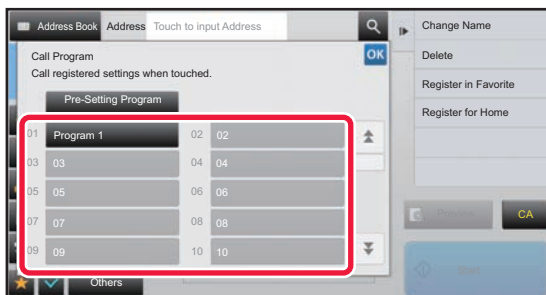 Address Book Address Touch to input Address
Change Name
Call Program
OK
Delete
Call registered settings when touched.
Register in Favorite
Pre-Setting Program
Register for Home
01 Program 1 02 02
03 03 04 04
05 05 06 06
07 07 08 08
CA
09 09 10 10
Others